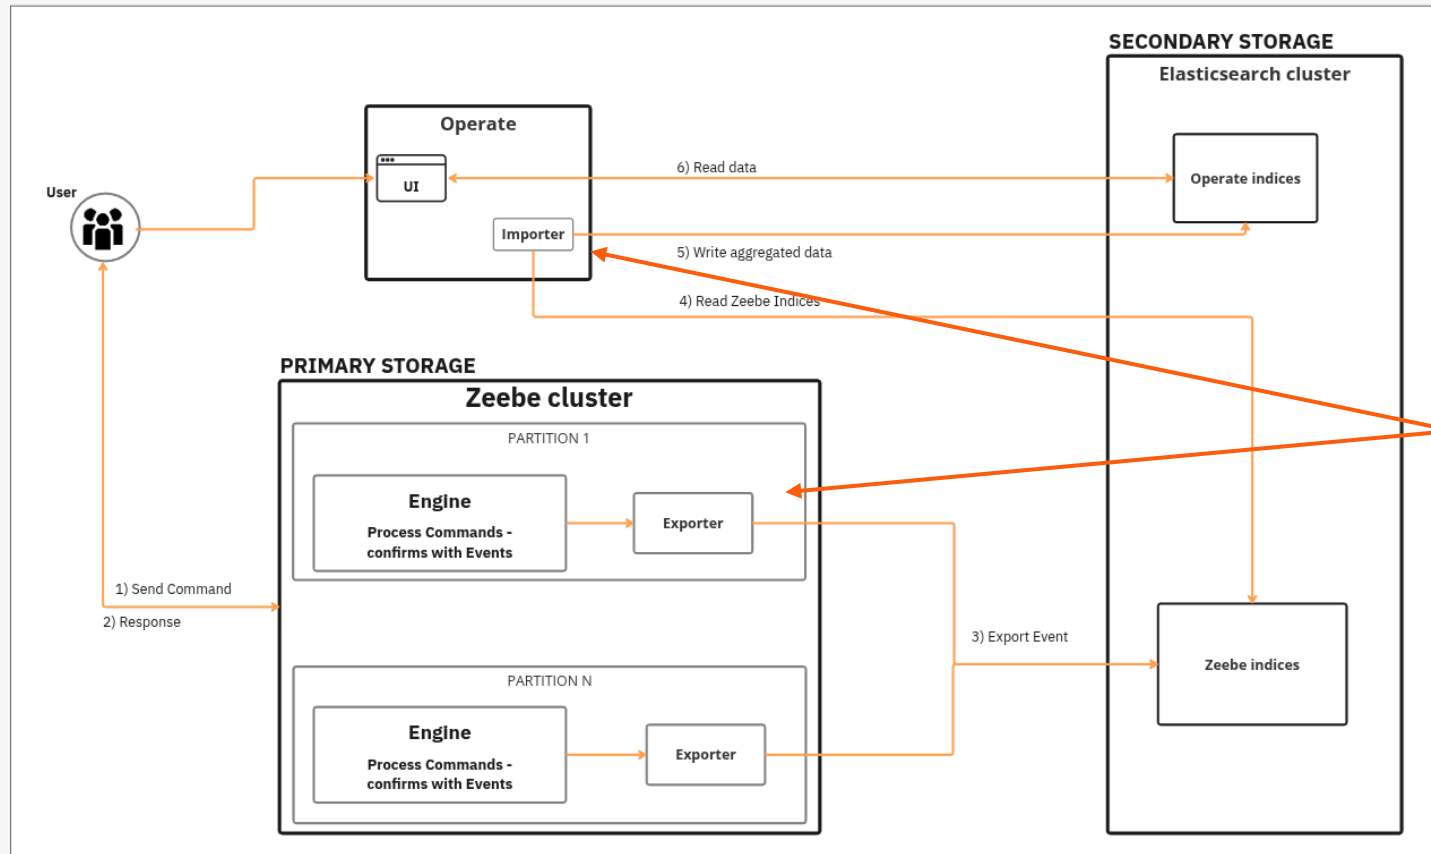 SECONDARY STORAGE
Elasticsearch cluster
Operate
UI
User
Importer
6) Read data
Operate indices
5) Write aggregated data
4) Read Zeebe Indices
PRIMARY STORAGE
Zeebe cluster
PARTITION 1
Engine
Process Commands -
confirms with Events
Exporter
1) Send Command
2) Response
3) Export Event
Zeebe indices
PARTITION N
Engine
Process Commands -
confirms with Events
Exporter